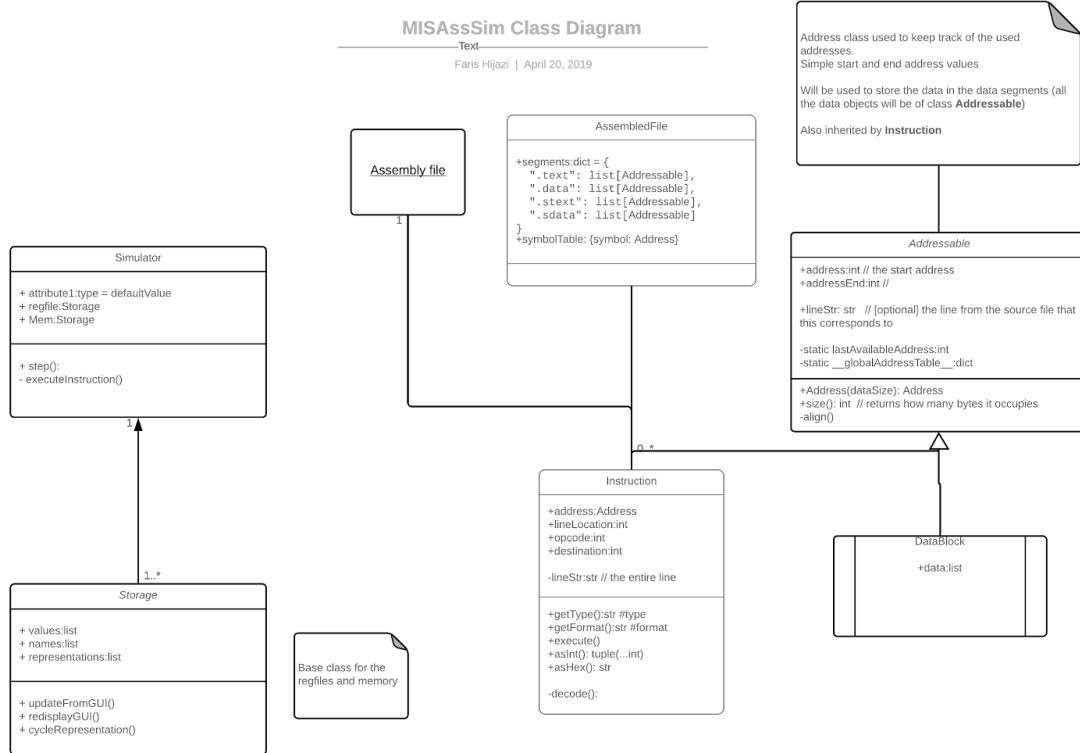 MISAssSim Class Diagram
Text
Faris Hijazi | April 20, 2019
Address class used to keep track of the used
addresses.
Simple start and end address values
Will be used to store the data in the data segments (all
the data objects will be of class Addressable)
Also inherited by Instruction
Assembly file
1
AssembledFile
+segments:dict = {
".text": list[Addressable],
".data": list[Addressable],
".stext": list[Addressable],
".sdata": list[Addressable]
}
+symbolTable: {symbol: Address}
Addressable
+address:int // the start address
+addressEnd:int //
+lineStr: str // [optional] the line from the source file that
this corresponds to
-static lastAvailableAddress:int
-static __globalAddressTable__:dict
+Address(dataSize): Address
+size(): int // returns how many bytes it occupies
-align()
Simulator
+ attribute1:type = defaultValue
+ regfile:Storage
+ Mem:Storage
+ step():
- executeInstruction()
1
1..*
Storage
+ values:list
+ names:list
+ representations:list
+ updateFromGUI()
+ redisplayGUI()
+ cycleRepresentation()
Base class for the
regfiles and memory
0..*
Instruction
+address:Address
+lineLocation:int
+opcode:int
+destination:int
-lineStr:str // the entire line
+getType():str #type
+getFormat():str #format
+execute()
+asInt(): tuple(...int)
+asHex(): str
-decode():
DataBlock
+data:list